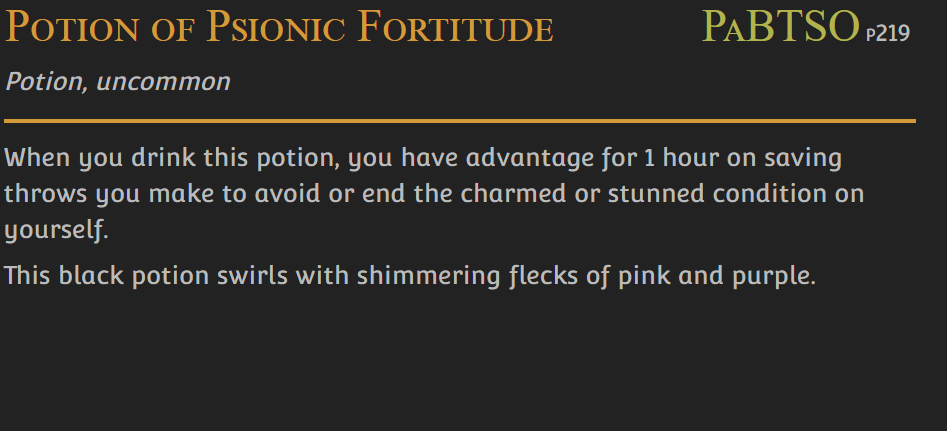 Potion of Psionic Fortitude PaBTSO p219
Potion, uncommon
When you drink this potion, you have advantage for 1 hour on saving
throws you make to avoid or end the charmed or stunned condition on
yourself.
This black potion swirls with shimmering flecks of pink and purple.